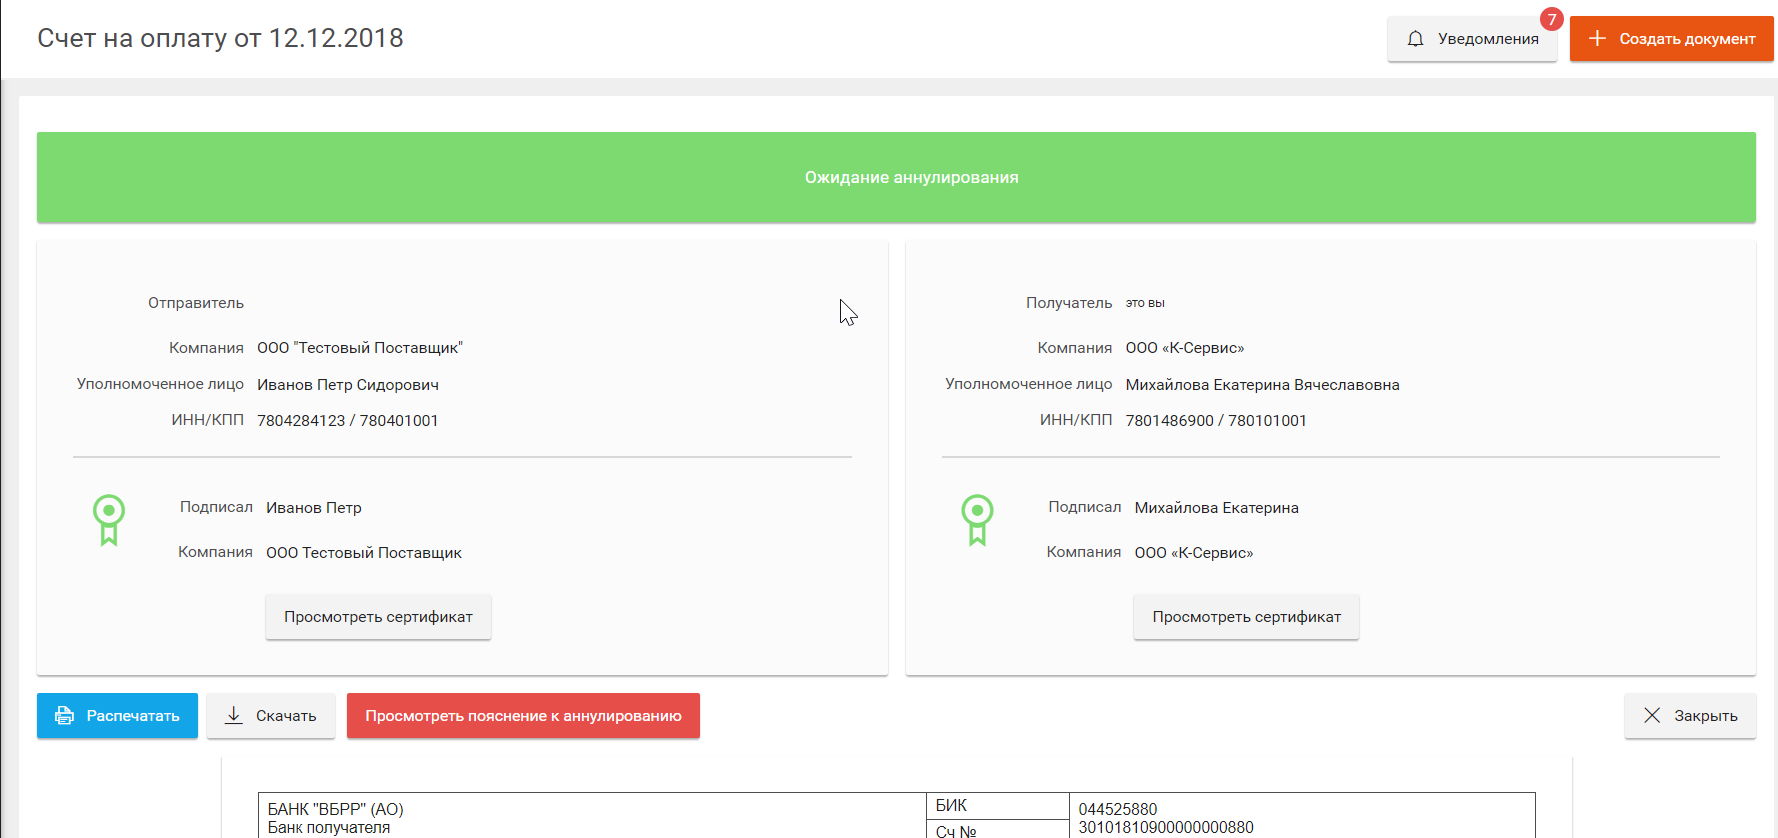 Счет на оплату от 12.12.2018
Уведомления
7
Создать документ
Ожидание аннулирования
Отправитель
Компания ООО "Тестовый Поставщик"
Уполномоченное лицо Иванов Петр Сидорович
ИНН/КПП 7804284123 / 780401001
Подписал Иванов Петр
Компания ООО Тестовый Поставщик
Просмотреть сертификат
Получатель это вы
Компания ООО «К-Сервис»
Уполномоченное лицо Михайлова Екатерина Вячеславовна
ИНН/КПП 7801486900 / 780101001
Подписал Михайлова Екатерина
Компания ООО «К-Сервис»
Просмотреть сертификат
Распечатать
Скачать
Просмотреть пояснение к аннулированию
Закрыть
БАНК "ВБРР" (АО)
Банк получателя
БИК
Сч №
044525880
30101810900000000880